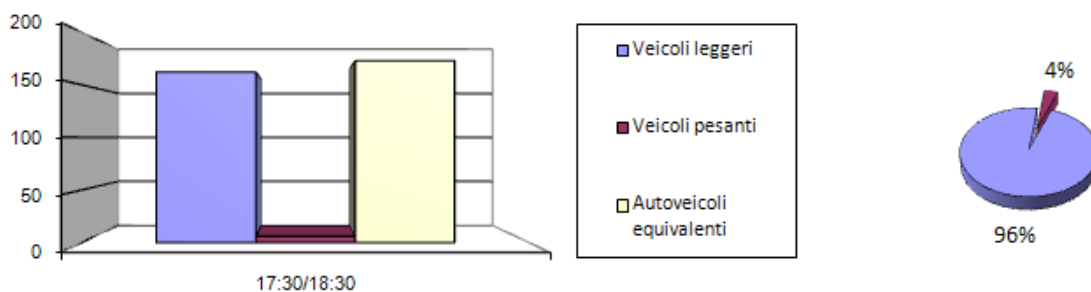 200
150
100
50
0
17:30/18:30
Veicoli leggeri
Veicoli pesanti
Autoveicoli
equivalenti
4%
96%